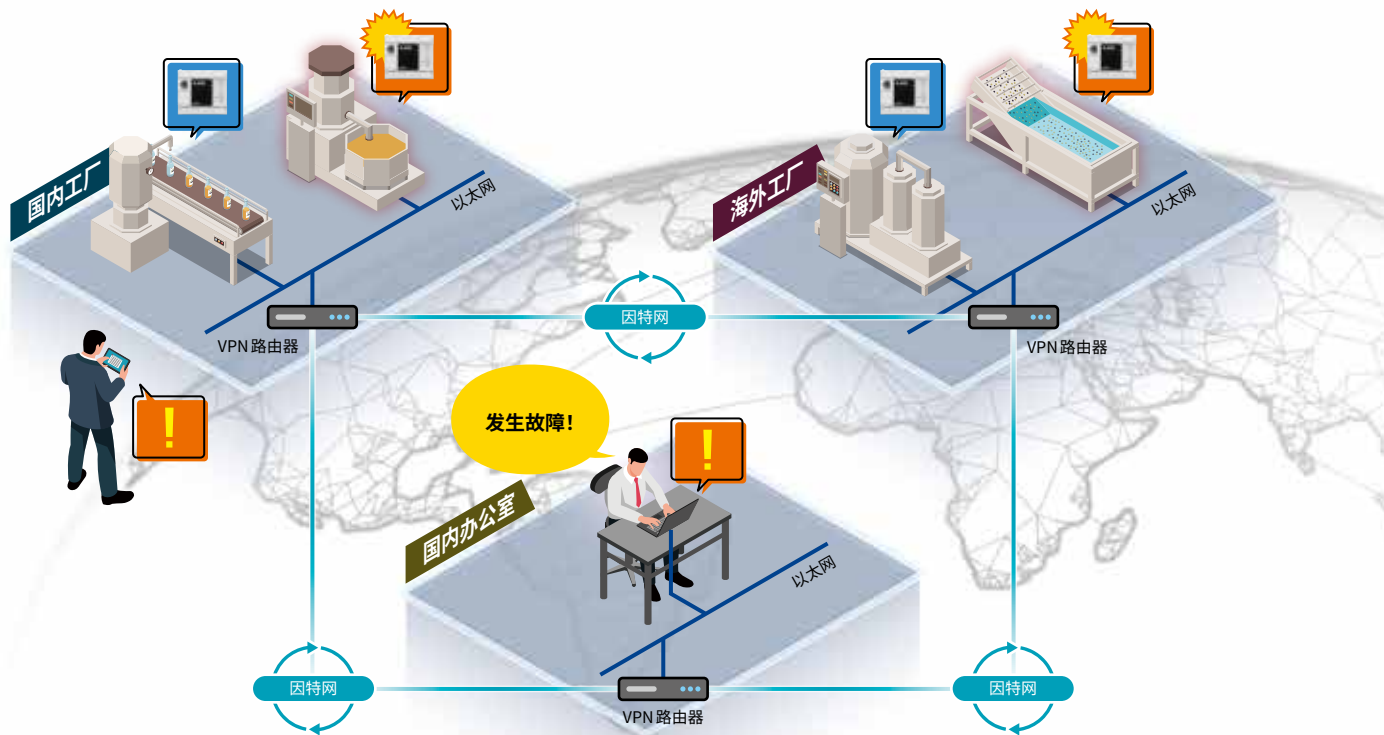 国内工厂
以太网
海外工厂
以太网
因特网
VPN 路由器
VPN 路由器
!
发生故障！
!
国内办公室
以太网
因特网
因特网
VPN 路由器